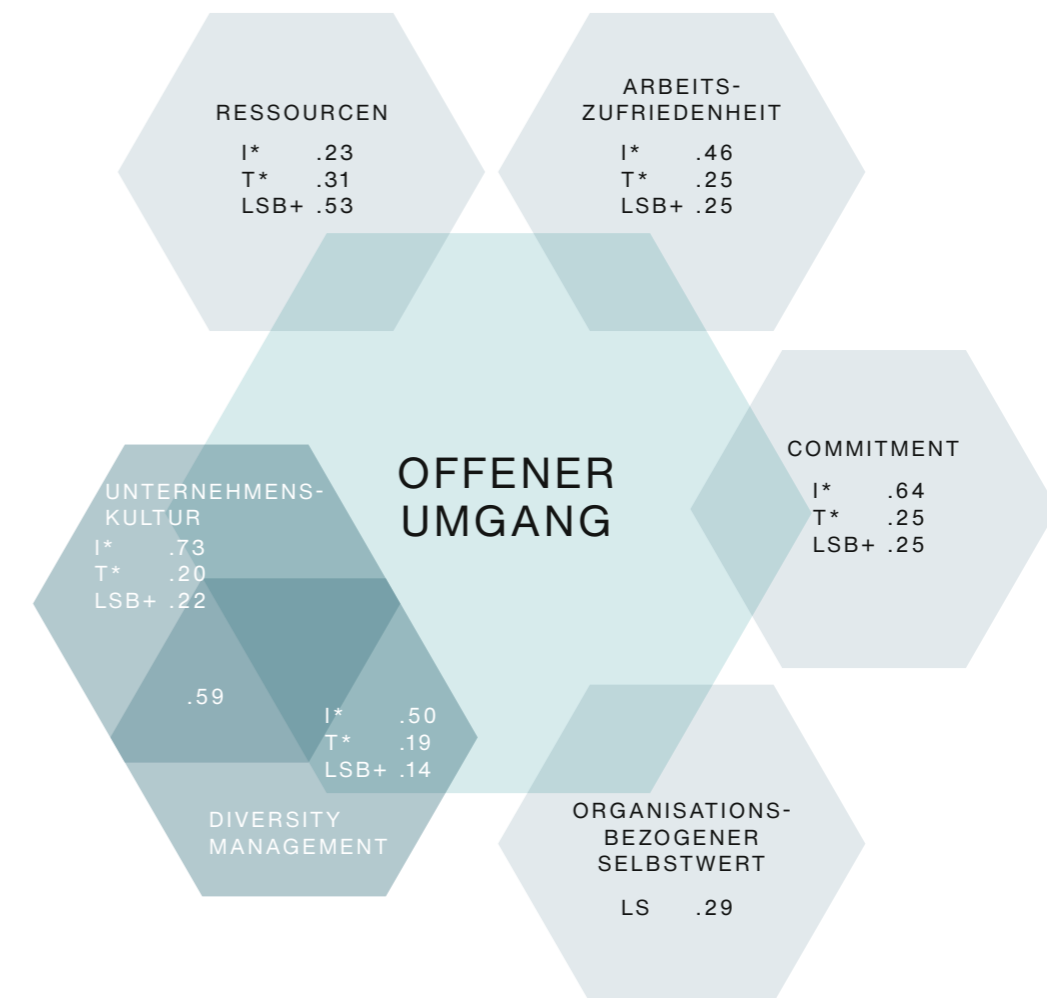 RESSOURCEN
I* .23
T* .31
LSB+ .53
ARBEITS-
ZUFRIEDENHEIT
I* .46
T* .25
LSB+ .25
OFFENER
UMGANG
COMMITMENT
I* .64
T* .25
LSB+ .25
UNTERNEHMENS-
KULTUR
I* .73
T* .20
LSB+ .22
.59
I* .50
T* .19
LSB+ .14
DIVERSITY
MANAGEMENT
ORGANISATIONS-
BEZOGENER
SELBSTWERT
LS .29